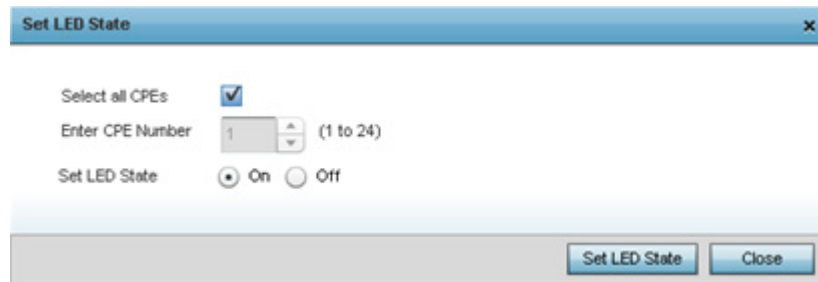 Set LED State
Select all CPEs
Enter CPE Number 1 (1 to 24)
Set LED State On Off
Set LED State Close